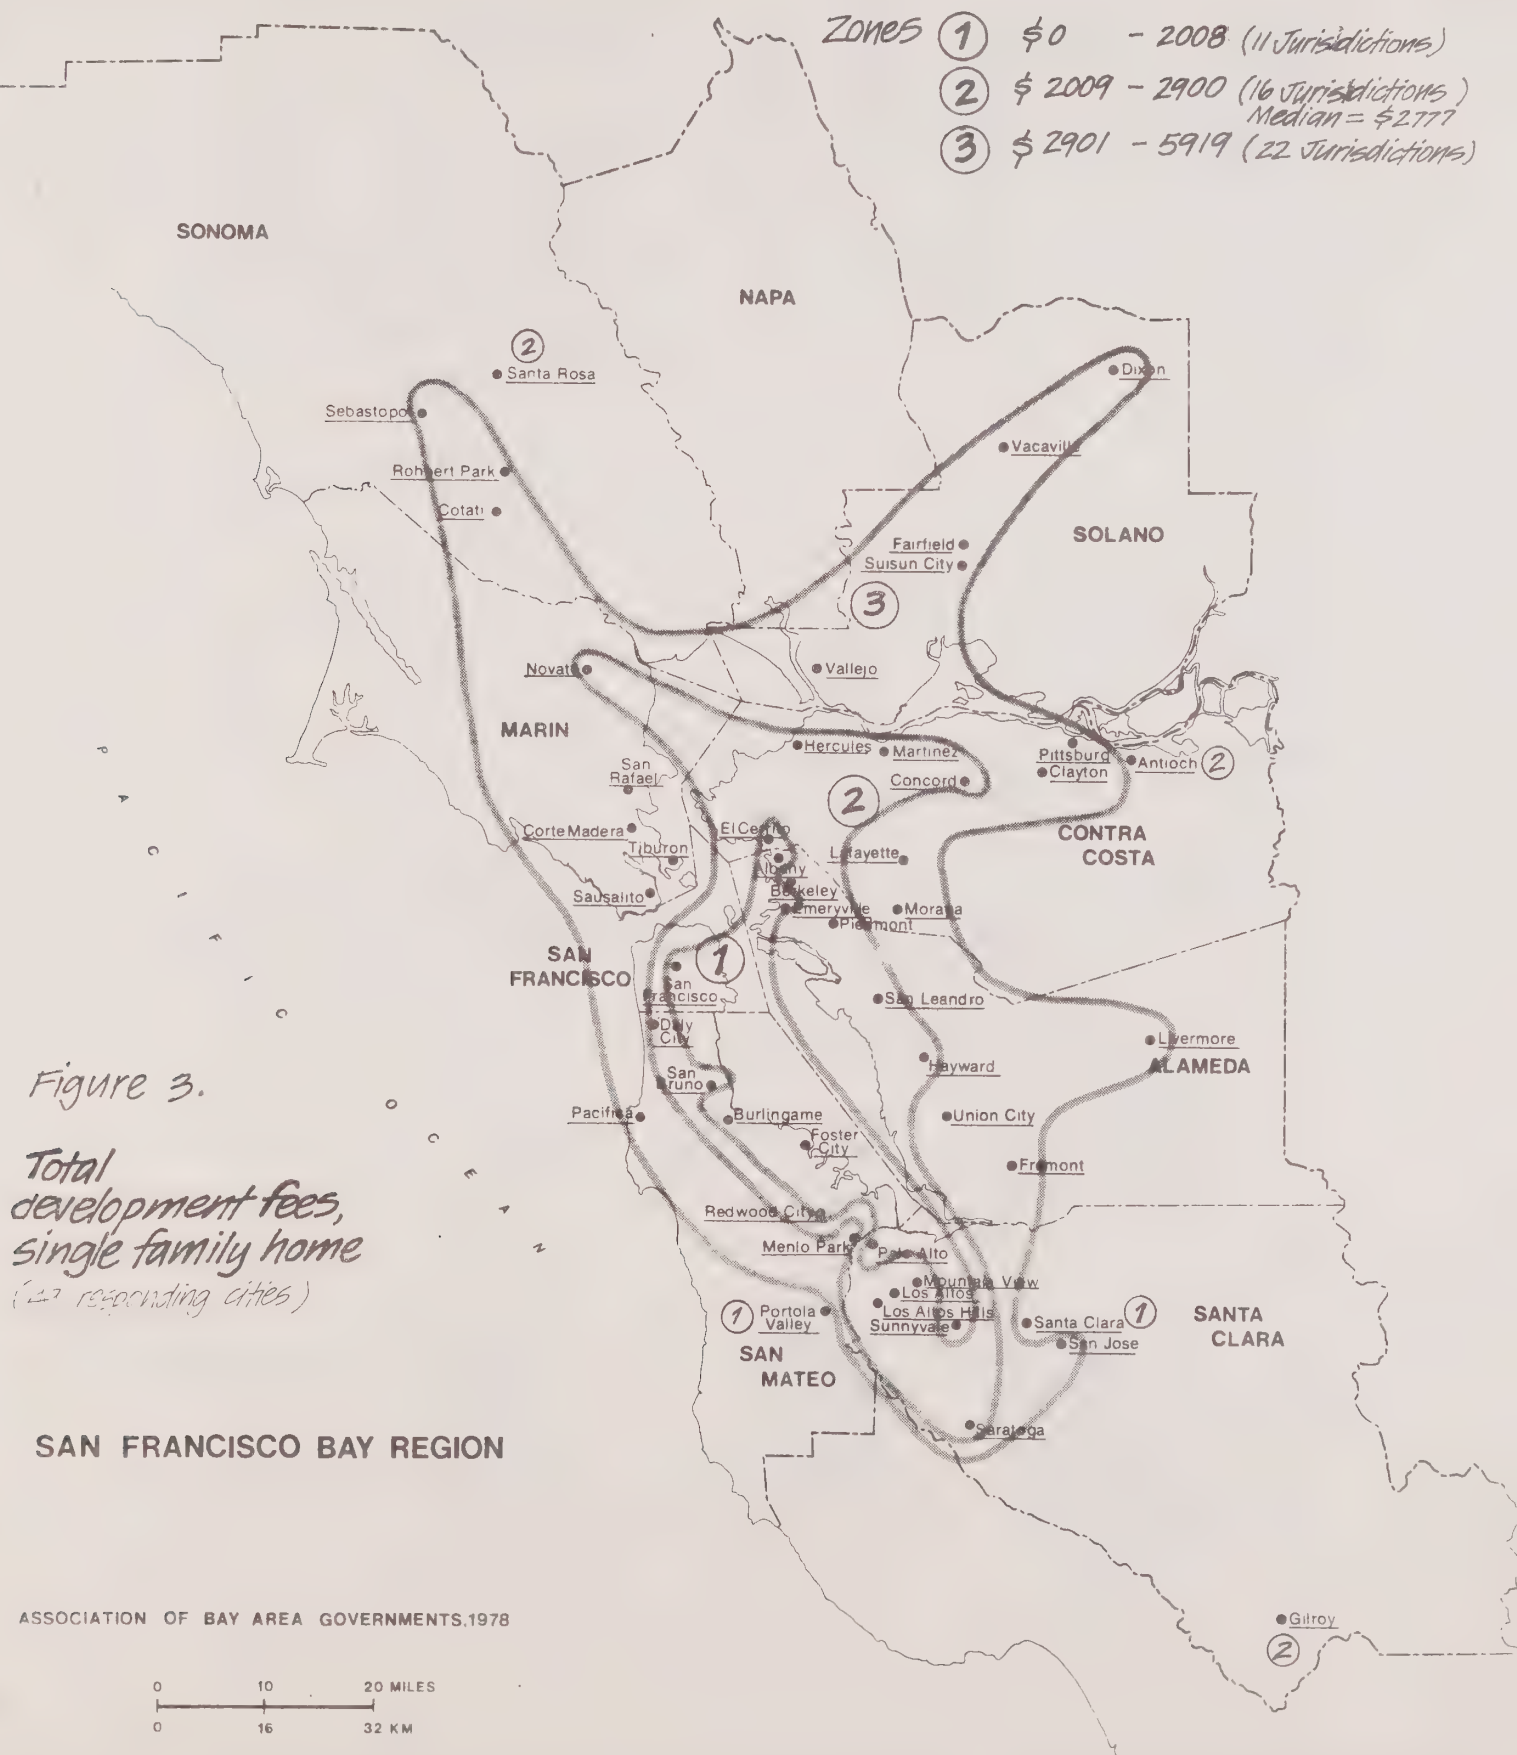 Zones 1 $0 - 2008 (11 Jurisdictions)
2 $2009 - 2900 (16 Jurisdictions)
Median = $2777
3 $2901 - 5919 (22 Jurisdictions)
SONOMA
NAPA
2
Santa Rosa
Dixon
Sebastopol
Vacaville
Rohnert Park
Cotati
SOLANO
Fairfield
Suisun City
3
Novato
Vallejo
MARIN
Hercules
Martinez
Pittsburg
Antioch 2
Clayton
San
Rafael
Concord
2
Corte Madera
El Cerrito
CONTRA
COSTA
Tiburon
Lafayette
Albany
Berkeley
Sausalito
Emeryville
Moraga
Piedmont
SAN
FRANCISCO
1
San
Francisco
San Leandro
Daly
City
Livermore
ALAMEDA
Hayward
San
Bruno
Pacifica
Burlingame
Union City
Foster
City
Fremont
PACIFIC OCEAN
Figure 3.
Total
development fees,
single family home
responding cities)
Redwood City
Menlo Park
Palo Alto
Mountain View
Los Altos
Los Altos Hills
Sunnyvale
1 Portola
Valley
Santa Clara 1
San Jose
SANTA
CLARA
SAN
MATEO
Saratoga
SAN FRANCISCO BAY REGION
Gilroy
2
ASSOCIATION OF BAY AREA GOVERNMENTS, 1978
0 10 20 MILES
0 16 32 KM